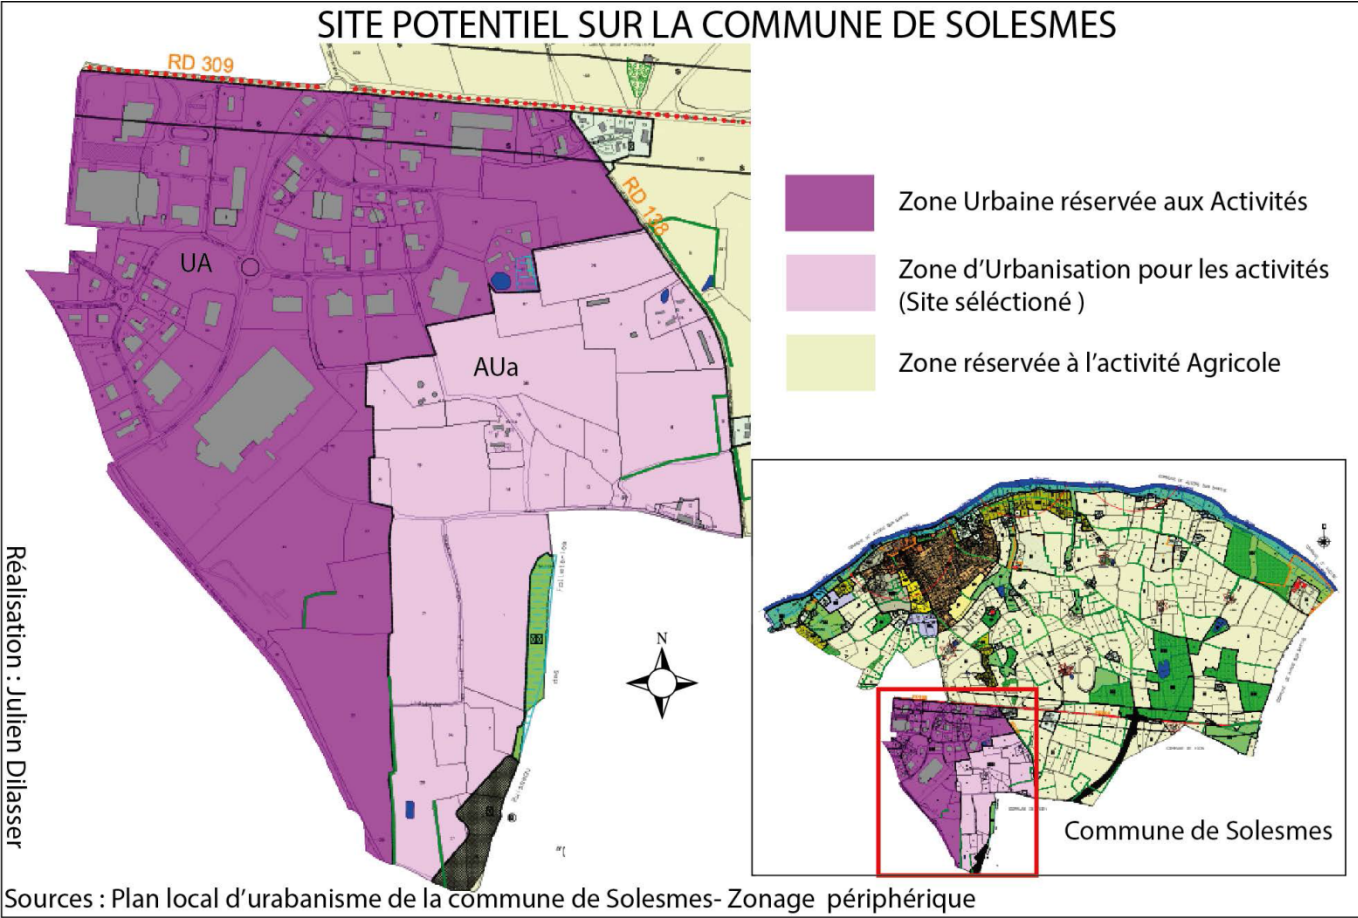 SITE POTENTIEL SUR LA COMMUNE DE SOLESMES
RD 309
RD 138
UA
AUa
Zone Urbaine réservée aux Activités
Zone d'Urbanisation pour les activités
(Site séléctioné )
Zone réservée à l'activité Agricole
N
Commune de Solesmes
Réalisation : Julien Dilasser
Sources : Plan local d'urabanisme de la commune de Solesmes- Zonage périphérique